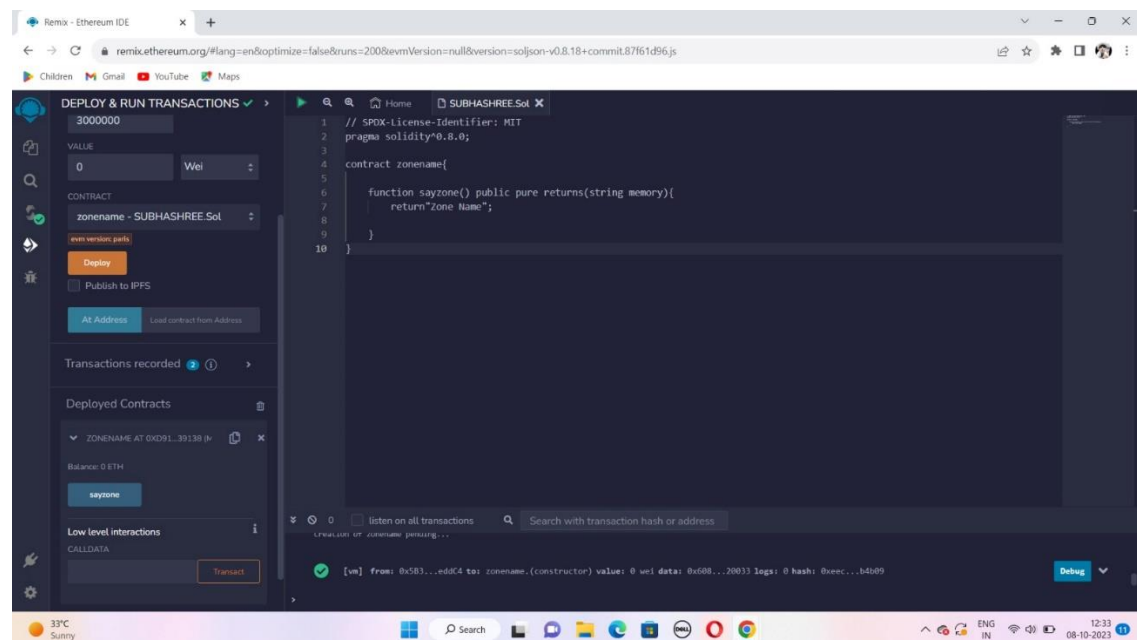 Remix - Ethereum IDE
remix.ethereum.org/#lang=en&optimize=false&runs=200&evmVersion=null&version=soljson-v0.8.18+commit.87f61d96.js
Children Gmail YouTube Maps
DEPLOY & RUN TRANSACTIONS
3000000
VALUE
0 Wei
CONTRACT
zonename - SUBHASHREE.Sol
evm version: paris
Deploy
Publish to IPFS
At Address Load contract from Address
Transactions recorded 2 i
Deployed Contracts
ZONENAME AT 0XD91...39138 (M
Balance: 0 ETH
sayzone
Low level interactions i
CALLDATA
Transact
Home SUBHASHREE.Sol
1 // SPDX-License-Identifier: MIT
2 pragma solidity^0.8.0;
3
4 contract zonename{
5
6 function sayzone() public pure returns(string memory){
7 return"Zone Name";
8
9 }
10 }
0 listen on all transactions Search with transaction hash or address
creation of zonename pending...
[vm] from: 0x5B3...eddC4 to: zonename.(constructor) value: 0 wei data: 0x608...20033 logs: 0 hash: 0xeec...b4b09
Debug
>
33°C
Sunny
Search
DELL
ENG
IN
12:33
08-10-2023
11